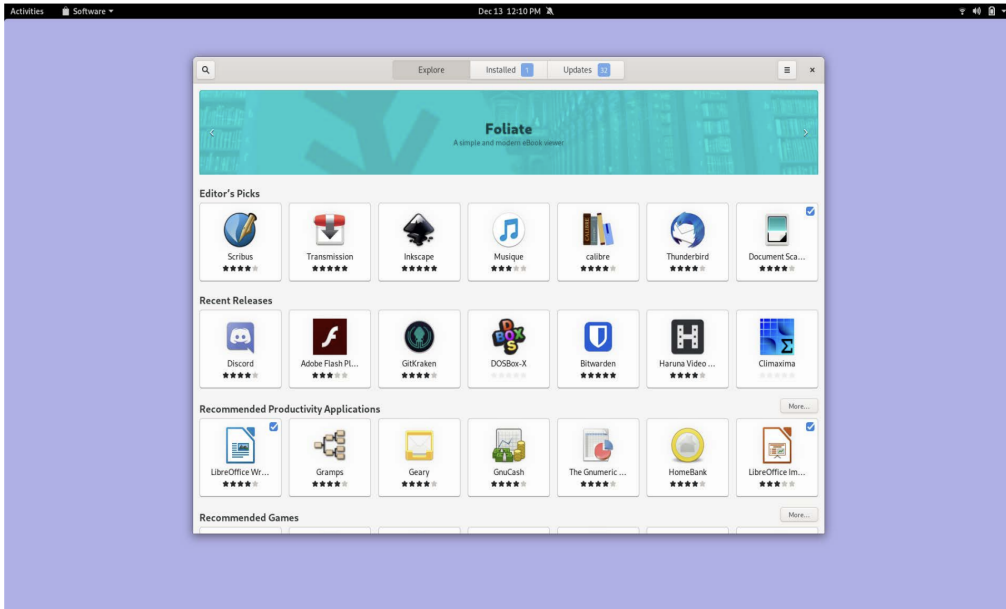 Activities Software Dec 13 12:10 PM
Explore Installed 1 Updates 32
Foliate
A simple and modern eBook viewer
Editor's Picks
Scribus Transmission Inkscape Musique calibre Thunderbird Document Sca...
Recent Releases
Discord Adobe Flash Pl... GitKraken DOSBox-X Bitwarden Haruna Video ... Climaxima
Recommended Productivity Applications More...
LibreOffice Wr... Gramps Geary GnuCash The Gnumeric ... HomeBank LibreOffice Im...
Recommended Games More...